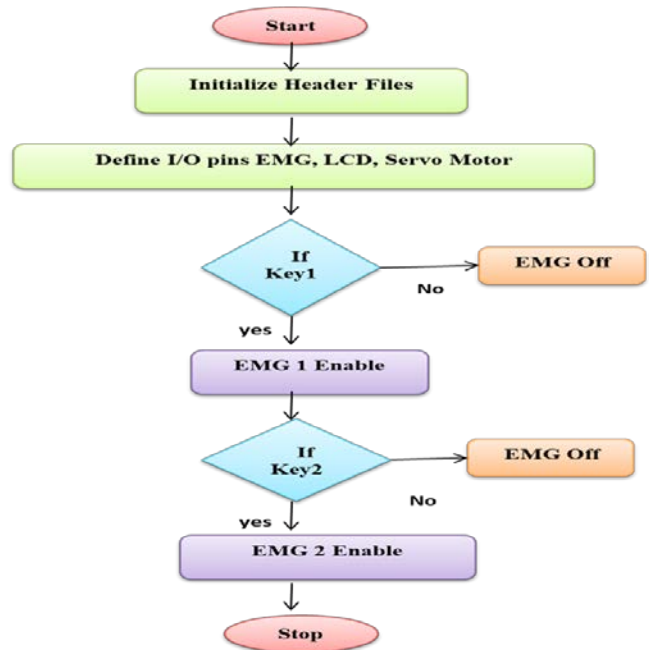 Start
Initialize Header Files
Define I/O pins EMG, LCD, Servo Motor
If
Key1
EMG Off
No
yes
EMG 1 Enable
If
Key2
EMG Off
No
yes
EMG 2 Enable
Stop